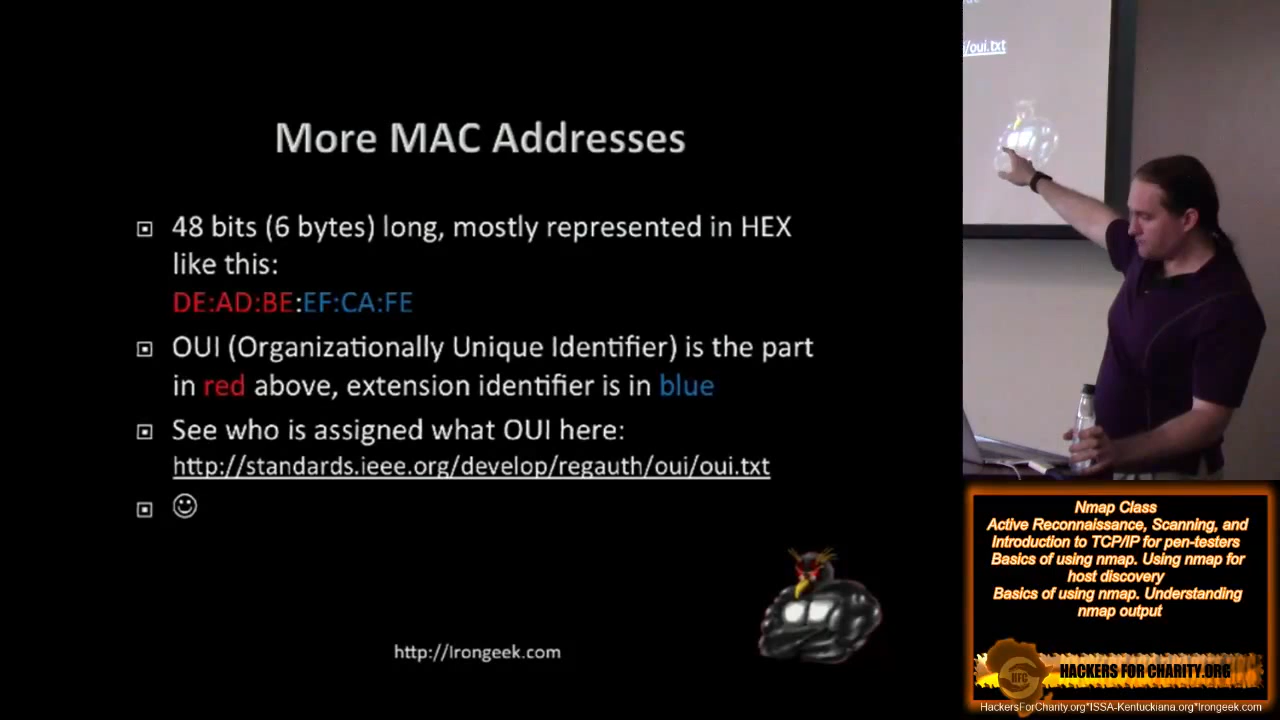 More MAC Addresses
48 bits (6 bytes) long, mostly represented in HEX
like this:
DE:AD:BE:EF:CA:FE
OUI (Organizationally Unique Identifier) is the part
in red above, extension identifier is in blue
See who is assigned what OUI here:
http://standards.ieee.org/develop/regauth/oui/oui.txt
☺
http://Irongeek.com
/oui.txt
Nmap Class
Active Reconnaissance, Scanning, and
Introduction to TCP/IP for pen-testers
Basics of using nmap. Using nmap for
host discovery
Basics of using nmap. Understanding
nmap output
HFC
HACKERS FOR CHARITY.ORG
HackersForCharity.org*ISSA-Kentuckiana.org*Irongeek.com